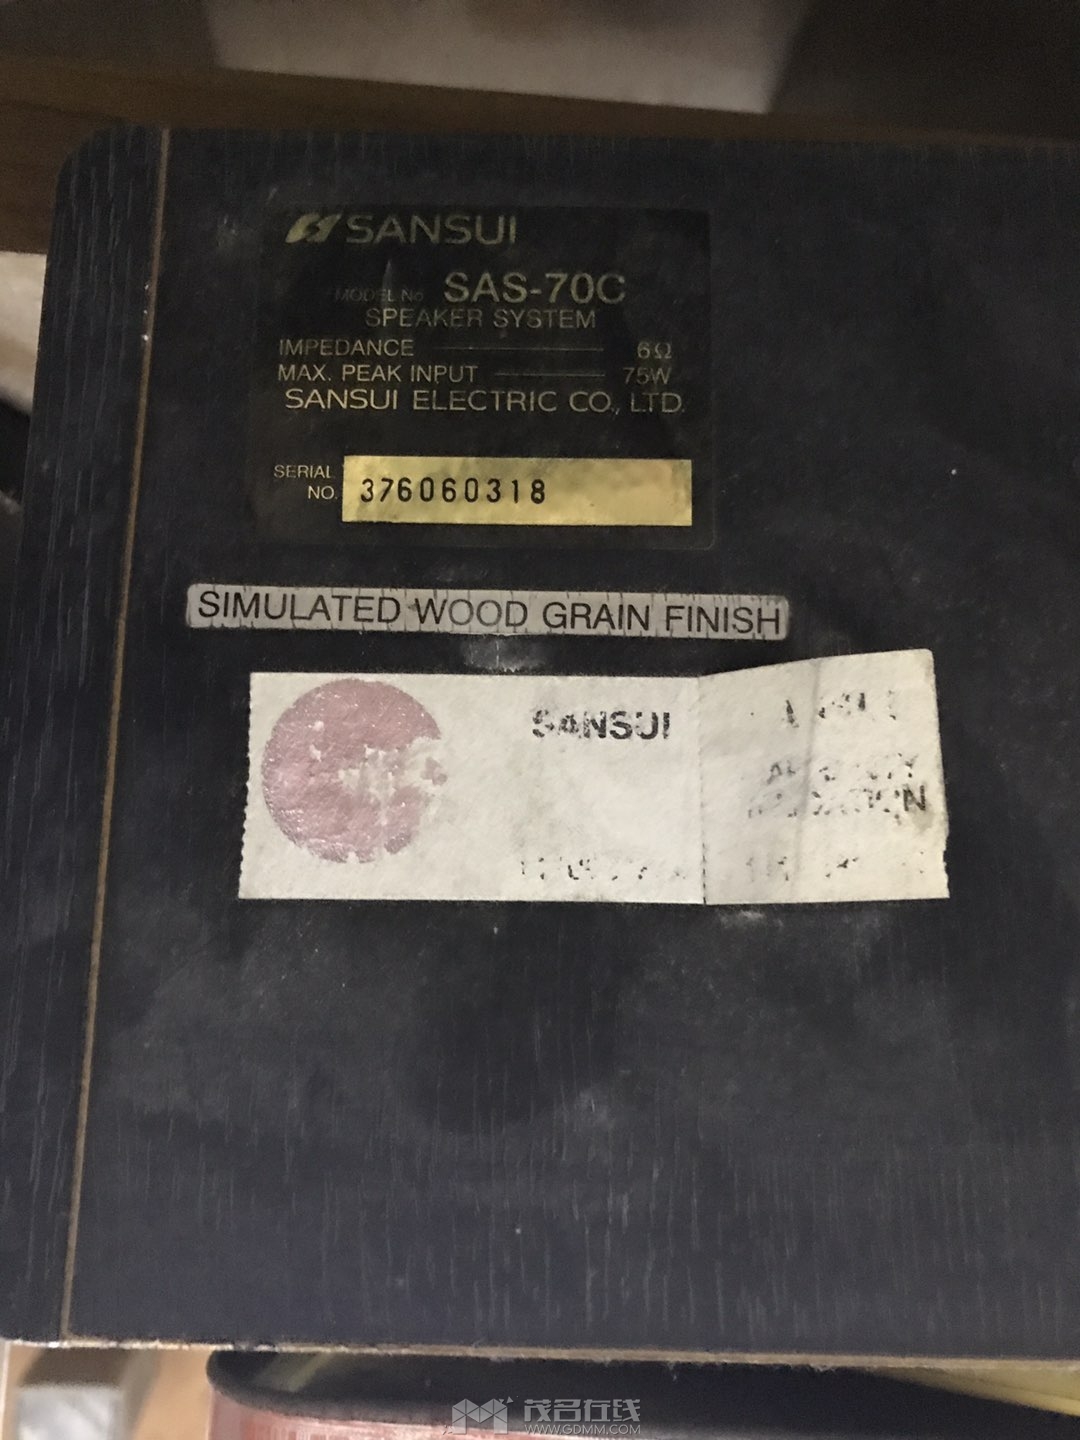 SANSUI
MODEL No. SAS-70C
SPEAKER SYSTEM
IMPEDANCE 6Ω
MAX. PEAK INPUT 75W
SANSUI ELECTRIC CO., LTD.
SERIAL NO. 376060318
SIMULATED WOOD GRAIN FINISH
SANSUI
茂名在线
WWW.GDMM.COM